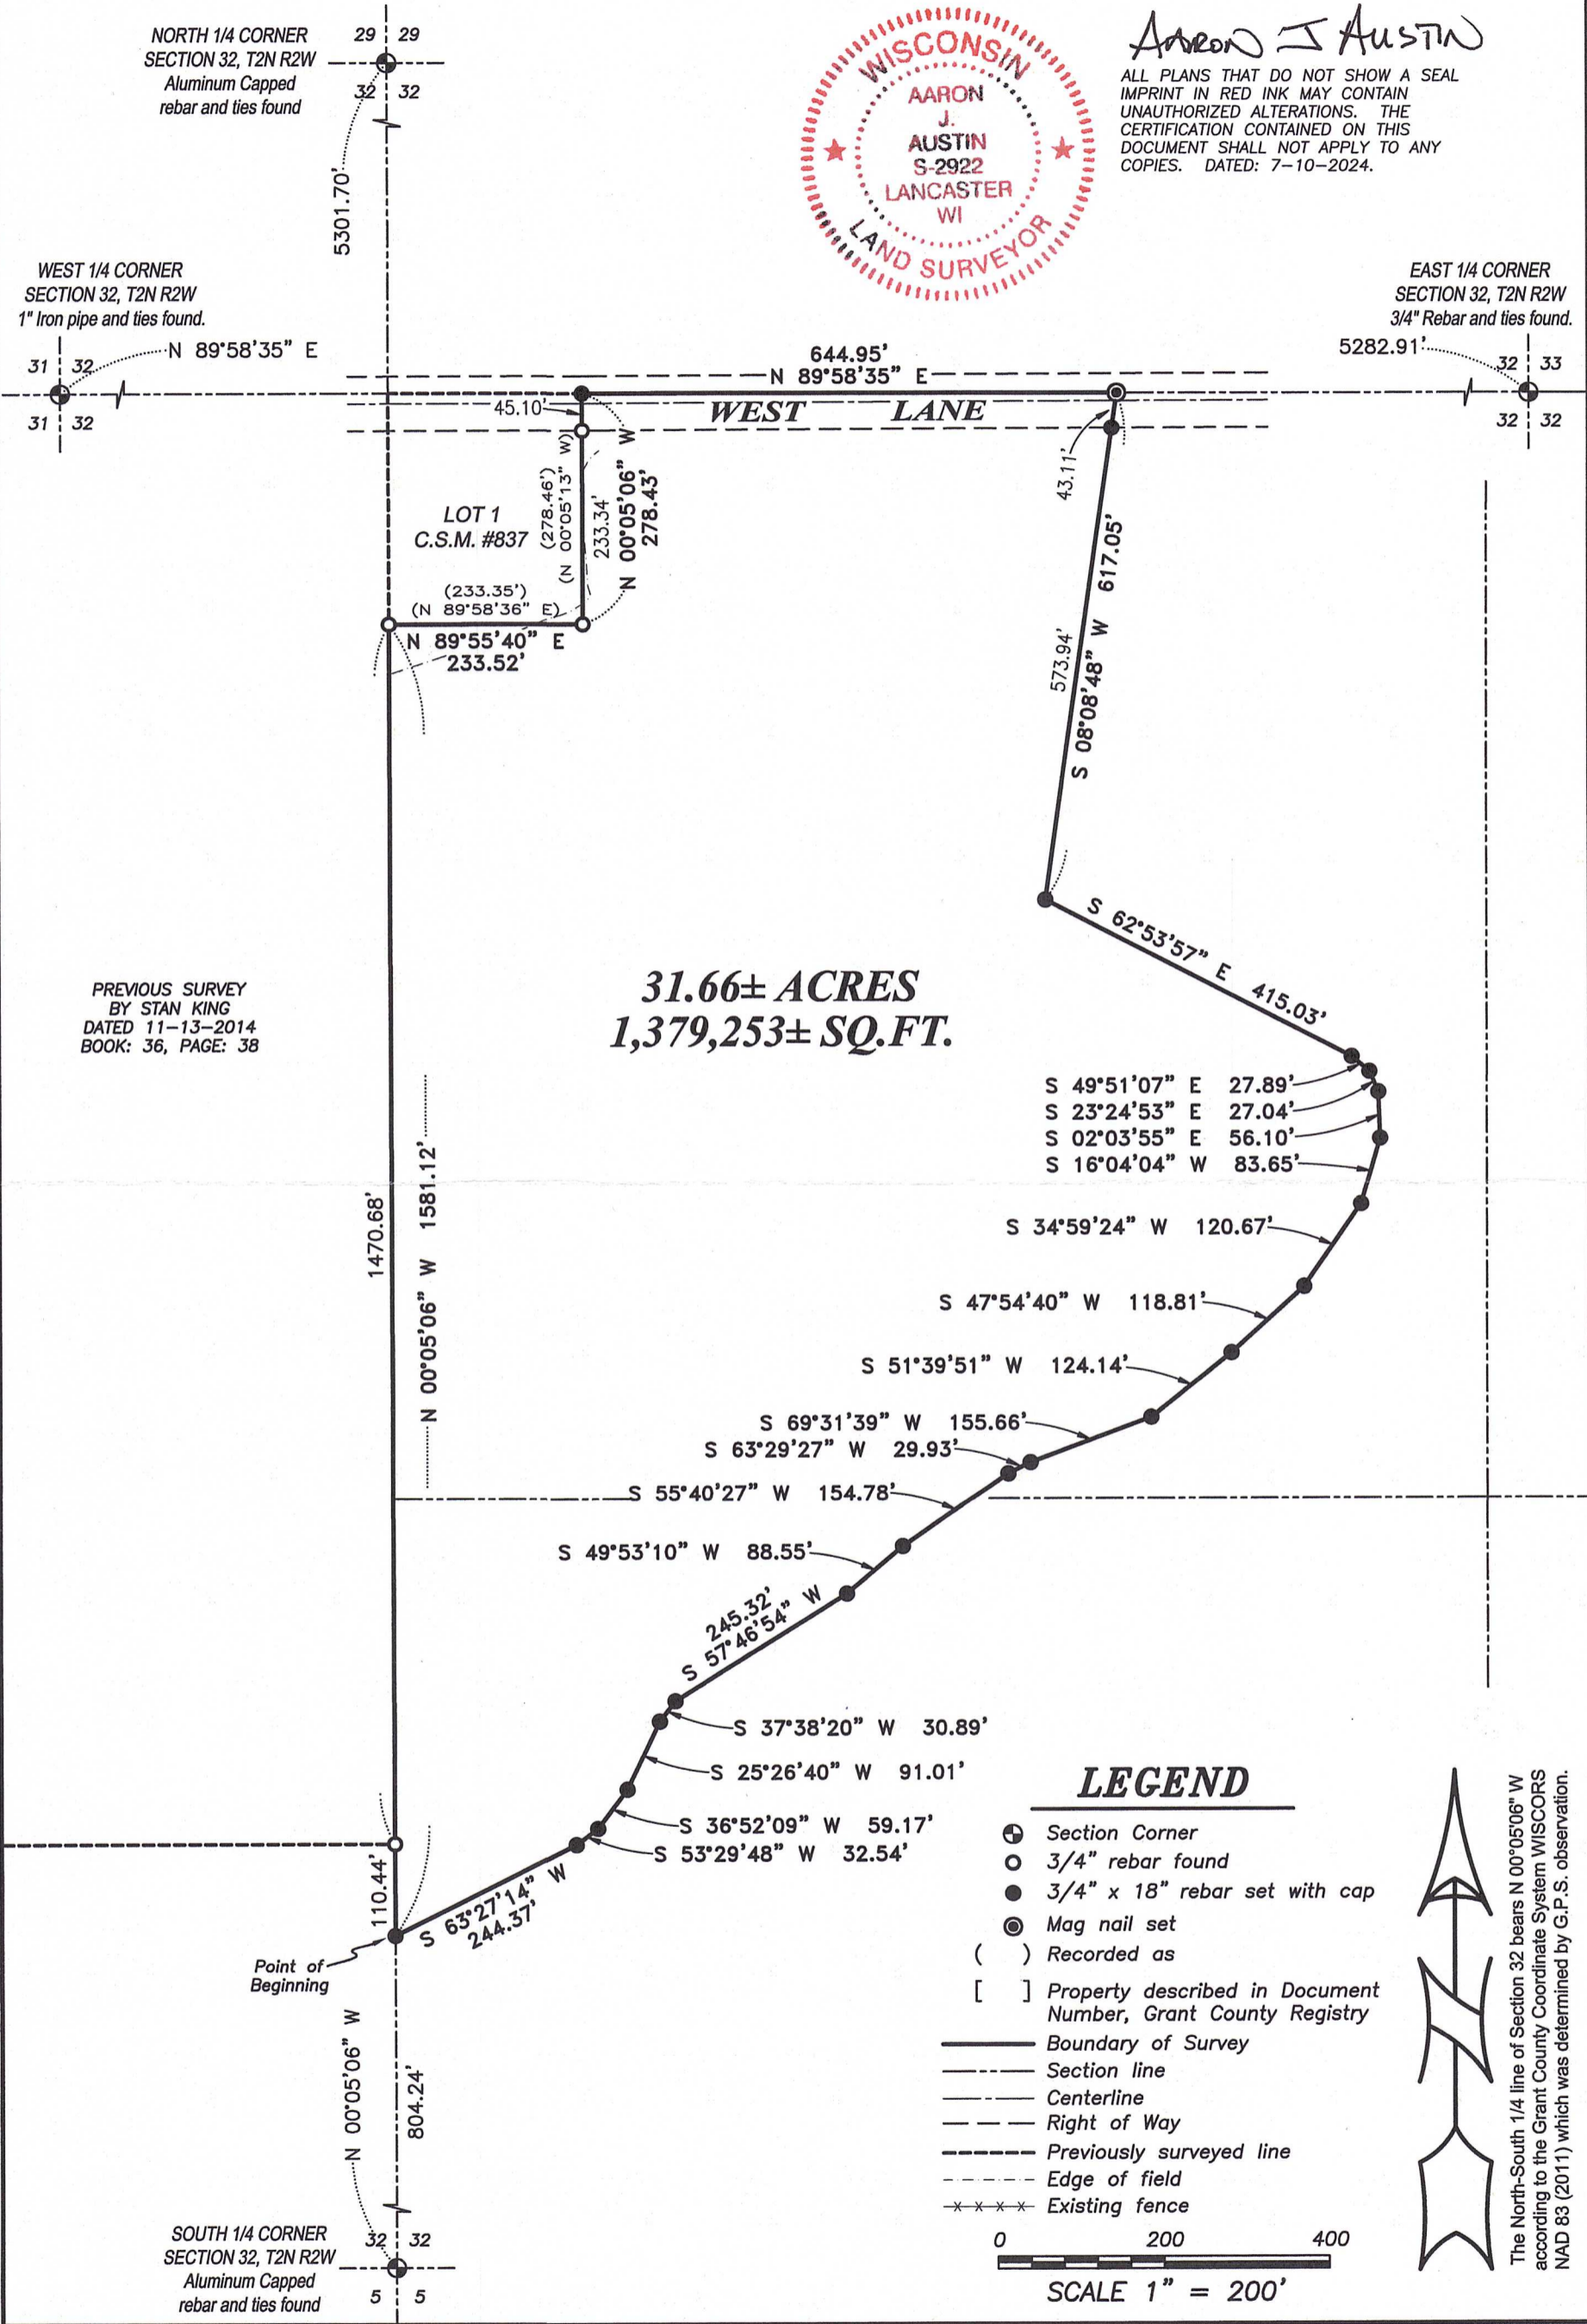 NORTH 1/4 CORNER
SECTION 32, T2N R2W
Aluminum Capped
rebar and ties found
29 29
32 32
5301.70'
WISCONSIN
AARON
J.
AUSTIN
S-2922
LANCASTER
WI
LAND SURVEYOR
AARON J AUSTIN
ALL PLANS THAT DO NOT SHOW A SEAL
IMPRINT IN RED INK MAY CONTAIN
UNAUTHORIZED ALTERATIONS. THE
CERTIFICATION CONTAINED ON THIS
DOCUMENT SHALL NOT APPLY TO ANY
COPIES. DATED: 7-10-2024.
WEST 1/4 CORNER
SECTION 32, T2N R2W
1" Iron pipe and ties found.
31 32
31 32
N 89°58'35" E
EAST 1/4 CORNER
SECTION 32, T2N R2W
3/4" Rebar and ties found.
5282.91'
32 33
32 32
644.95'
N 89°58'35" E
WEST LANE
45.10'
43.11'
LOT 1
C.S.M. #837
(278.46')
(N 00°05'13" W)
233.34'
N 00°05'06" W
278.43'
(233.35')
(N 89°58'36" E)
N 89°55'40" E
233.52'
573.94'
S 08°08'48" W 617.05'
S 62°53'57" E 415.03'
PREVIOUS SURVEY
BY STAN KING
DATED 11-13-2014
BOOK: 36, PAGE: 38
31.66± ACRES
1,379,253± SQ.FT.
S 49°51'07" E 27.89'
S 23°24'53" E 27.04'
S 02°03'55" E 56.10'
S 16°04'04" W 83.65'
1470.68'
N 00°05'06" W 1581.12'
S 34°59'24" W 120.67'
S 47°54'40" W 118.81'
S 51°39'51" W 124.14'
S 69°31'39" W 155.66'
S 63°29'27" W 29.93'
S 55°40'27" W 154.78'
S 49°53'10" W 88.55'
245.32'
S 57°46'54" W
S 37°38'20" W 30.89'
S 25°26'40" W 91.01'
S 36°52'09" W 59.17'
S 53°29'48" W 32.54'
S 63°27'14" W
244.37'
110.44'
Point of
Beginning
N 00°05'06" W
804.24'
SOUTH 1/4 CORNER
SECTION 32, T2N R2W
Aluminum Capped
rebar and ties found
32 32
5 5
LEGEND
Section Corner
3/4" rebar found
3/4" x 18" rebar set with cap
Mag nail set
( ) Recorded as
[ ] Property described in Document
Number, Grant County Registry
Boundary of Survey
Section line
Centerline
Right of Way
Previously surveyed line
Edge of field
x-x-x-x Existing fence
0 200 400
SCALE 1" = 200'
The North-South 1/4 line of Section 32 bears N 00°05'06" W
according to the Grant County Coordinate System WISCORS
NAD 83 (2011) which was determined by G.P.S. observation.